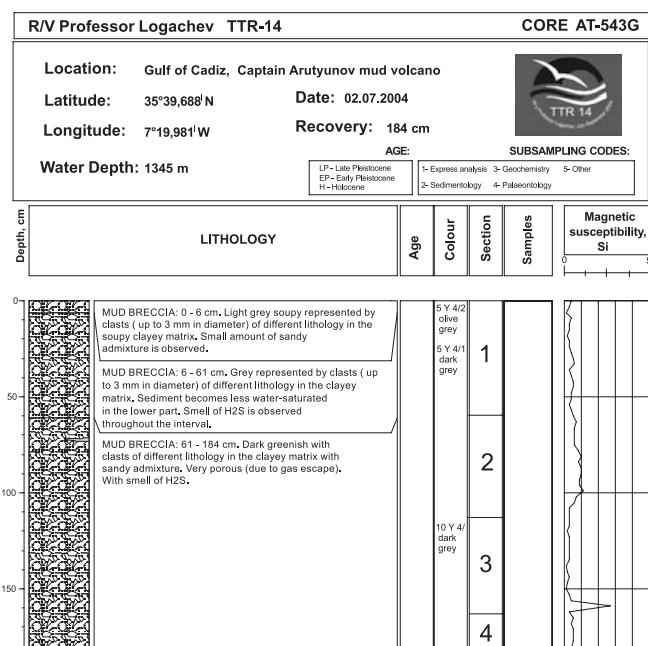 R/V Professor Logachev TTR-14
CORE AT-543G
Location: Gulf of Cadiz, Captain Arutyunov mud volcano
Latitude: 35°39,688' N
Date: 02.07.2004
Longitude: 7°19,981' W
Recovery: 184 cm
Water Depth: 1345 m
TTR 14
AGE:
LP - Late Pleistocene
EP - Early Pleistocene
H - Holocene
SUBSAMPLING CODES:
1- Express analysis 3- Geochemistry 5- Other
2- Sedimentology 4- Palaeontology
Depth, cm
LITHOLOGY
Age
Colour
Section
Samples
Magnetic
susceptibility,
Si
0
0
MUD BRECCIA: 0 - 6 cm. Light grey soupy represented by
clasts ( up to 3 mm in diameter) of different lithology in the
soupy clayey matrix. Small amount of sandy
admixture is observed.
MUD BRECCIA: 6 - 61 cm. Grey represented by clasts ( up
to 3 mm in diameter) of different lithology in the clayey
matrix. Sediment becomes less water-saturated
in the lower part. Smell of H2S is observed
throughout the interval.
MUD BRECCIA: 61 - 184 cm. Dark greenish with
clasts of different lithology in the clayey matrix with
sandy admixture. Very porous (due to gas escape).
With smell of H2S.
50
100
150
5 Y 4/2
olive
grey
5 Y 4/1
dark
grey
10 Y 4/
dark
grey
1
2
3
4